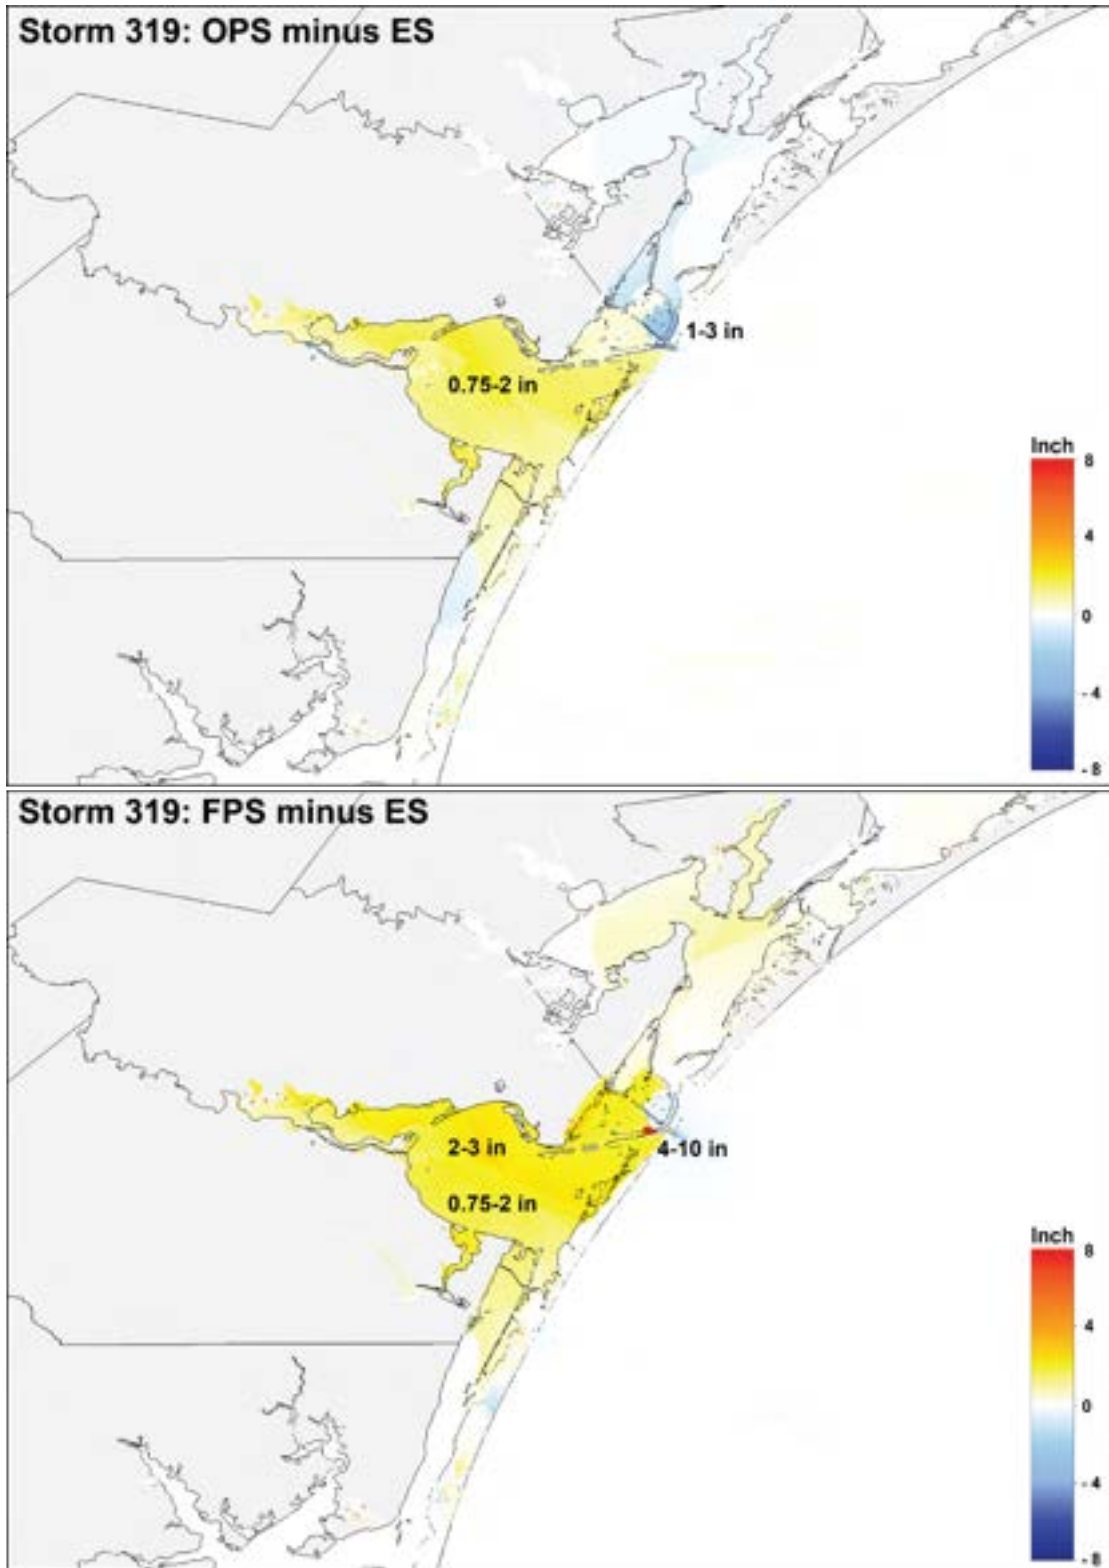 Storm 319: OPS minus ES
1-3 in
0.75-2 in
Inch
8
4
0
- 4
- 8
Storm 319: FPS minus ES
2-3 in
4-10 in
0.75-2 in
Inch
8
4
0
- 4
- 8